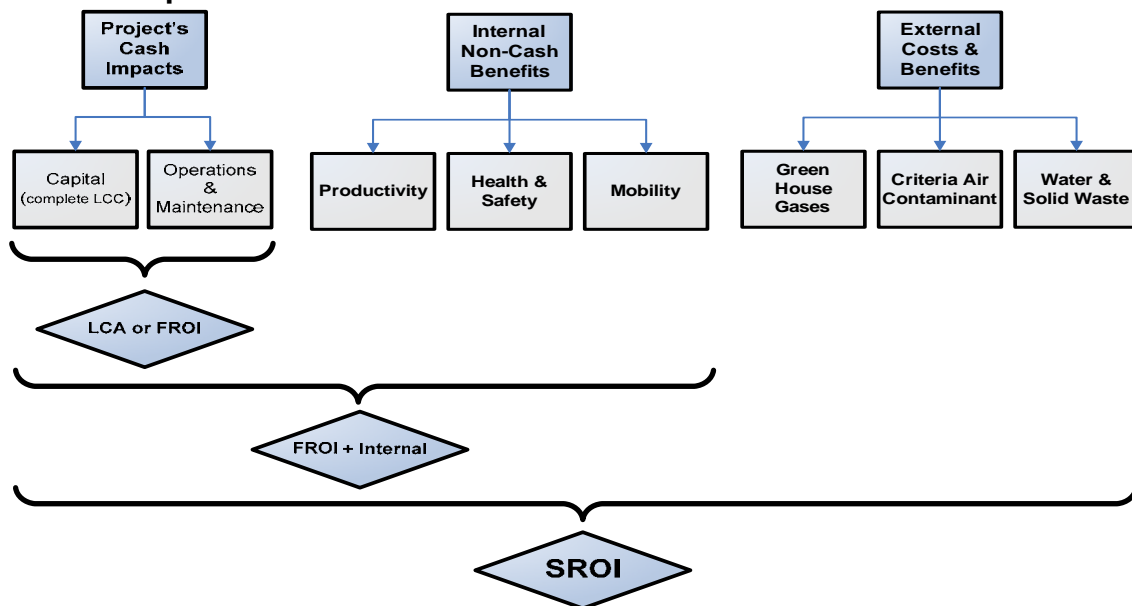 Project's
Cash
Impacts
Internal
Non-Cash
Benefits
External
Costs &
Benefits
Capital
(complete LCC)
Operations
&
Maintenance
Productivity
Health &
Safety
Mobility
Green
House
Gases
Criteria Air
Contaminant
Water &
Solid Waste
LCA or FROI
FROI + Internal
SROI